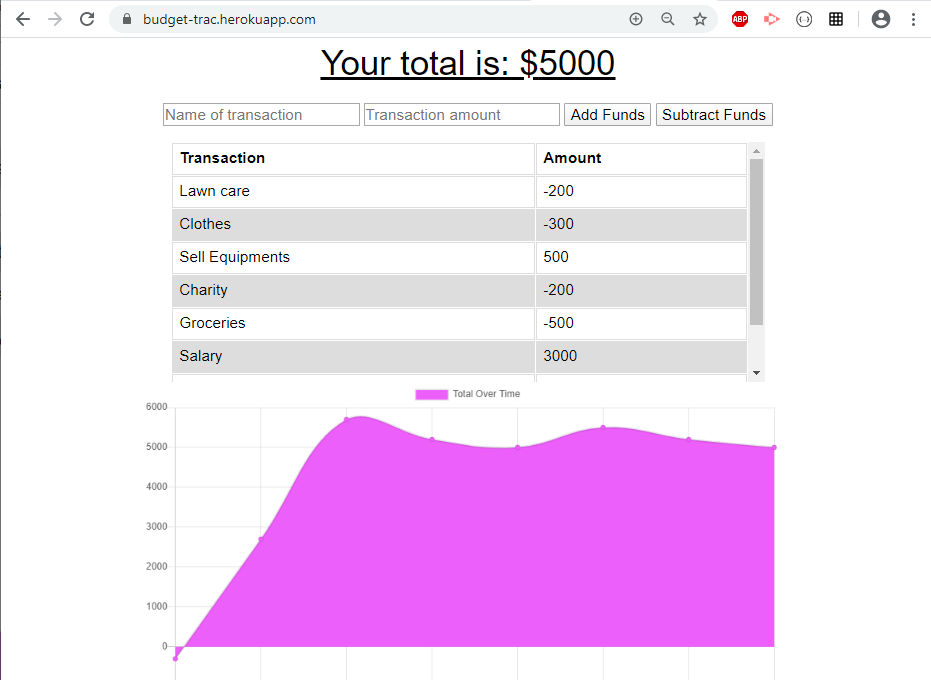 budget-trac.herokuapp.com
ABP
Your total is: $5000
Name of transaction Transaction amount Add Funds Subtract Funds
Transaction Amount
Lawn care -200
Clothes -300
Sell Equipments 500
Charity -200
Groceries -500
Salary 3000
Total Over Time
6000
5000
4000
3000
2000
1000
0